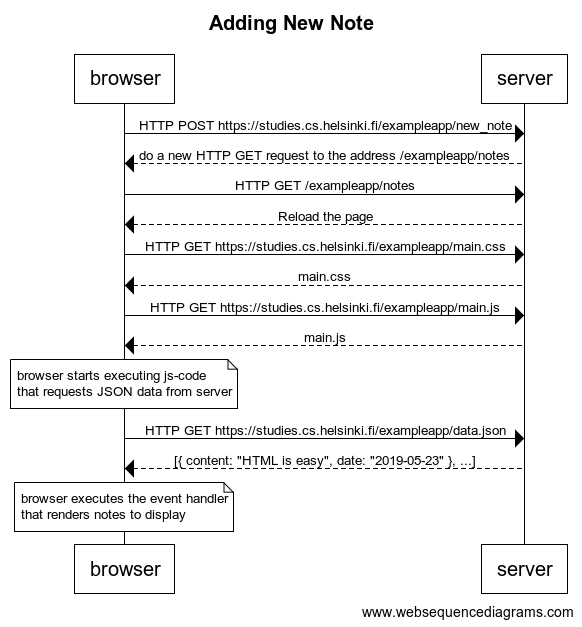 Adding New Note
browser
server
HTTP POST https://studies.cs.helsinki.fi/exampleapp/new_note
do a new HTTP GET request to the address /exampleapp/notes
HTTP GET /exampleapp/notes
Reload the page
HTTP GET https://studies.cs.helsinki.fi/exampleapp/main.css
main.css
HTTP GET https://studies.cs.helsinki.fi/exampleapp/main.js
main.js
browser starts executing js-code
that requests JSON data from server
HTTP GET https://studies.cs.helsinki.fi/exampleapp/data.json
[{ content: "HTML is easy", date: "2019-05-23" }, ...]
browser executes the event handler
that renders notes to display
browser
server
www.websequencediagrams.com